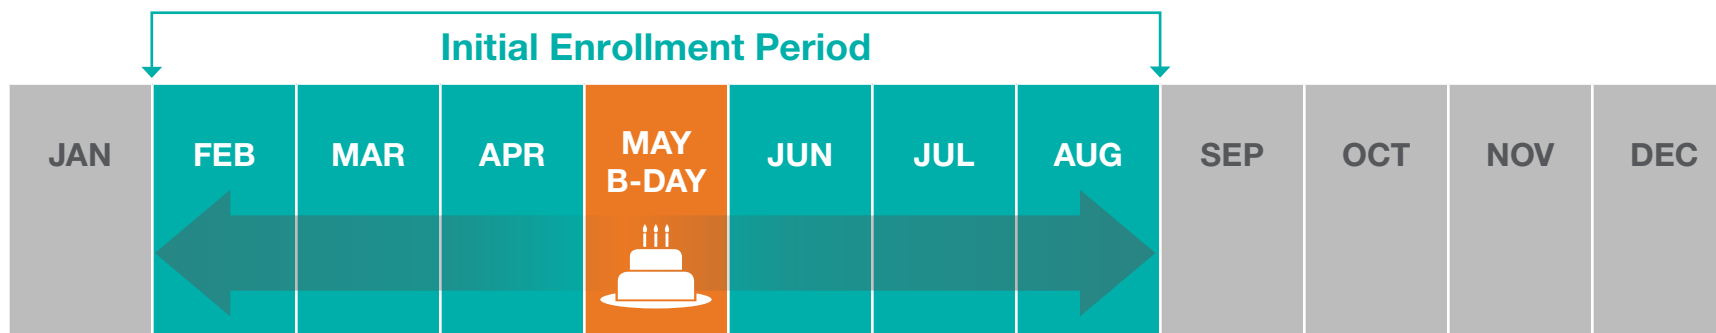 Initial Enrollment Period
JAN
FEB
MAR
APR
MAY
B-DAY
JUN
JUL
AUG
SEP
OCT
NOV
DEC